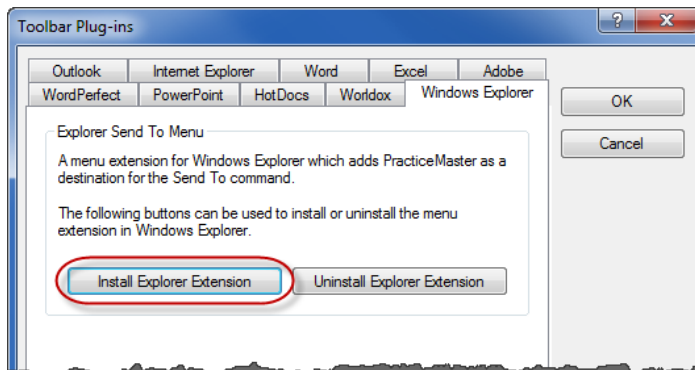 Toolbar Plug-ins
Outlook Internet Explorer Word Excel Adobe
WordPerfect PowerPoint HotDocs Worldox Windows Explorer
OK
Cancel
Explorer Send To Menu
A menu extension for Windows Explorer which adds PracticeMaster as a
destination for the Send To command.
The following buttons can be used to install or uninstall the menu
extension in Windows Explorer.
Install Explorer Extension Uninstall Explorer Extension